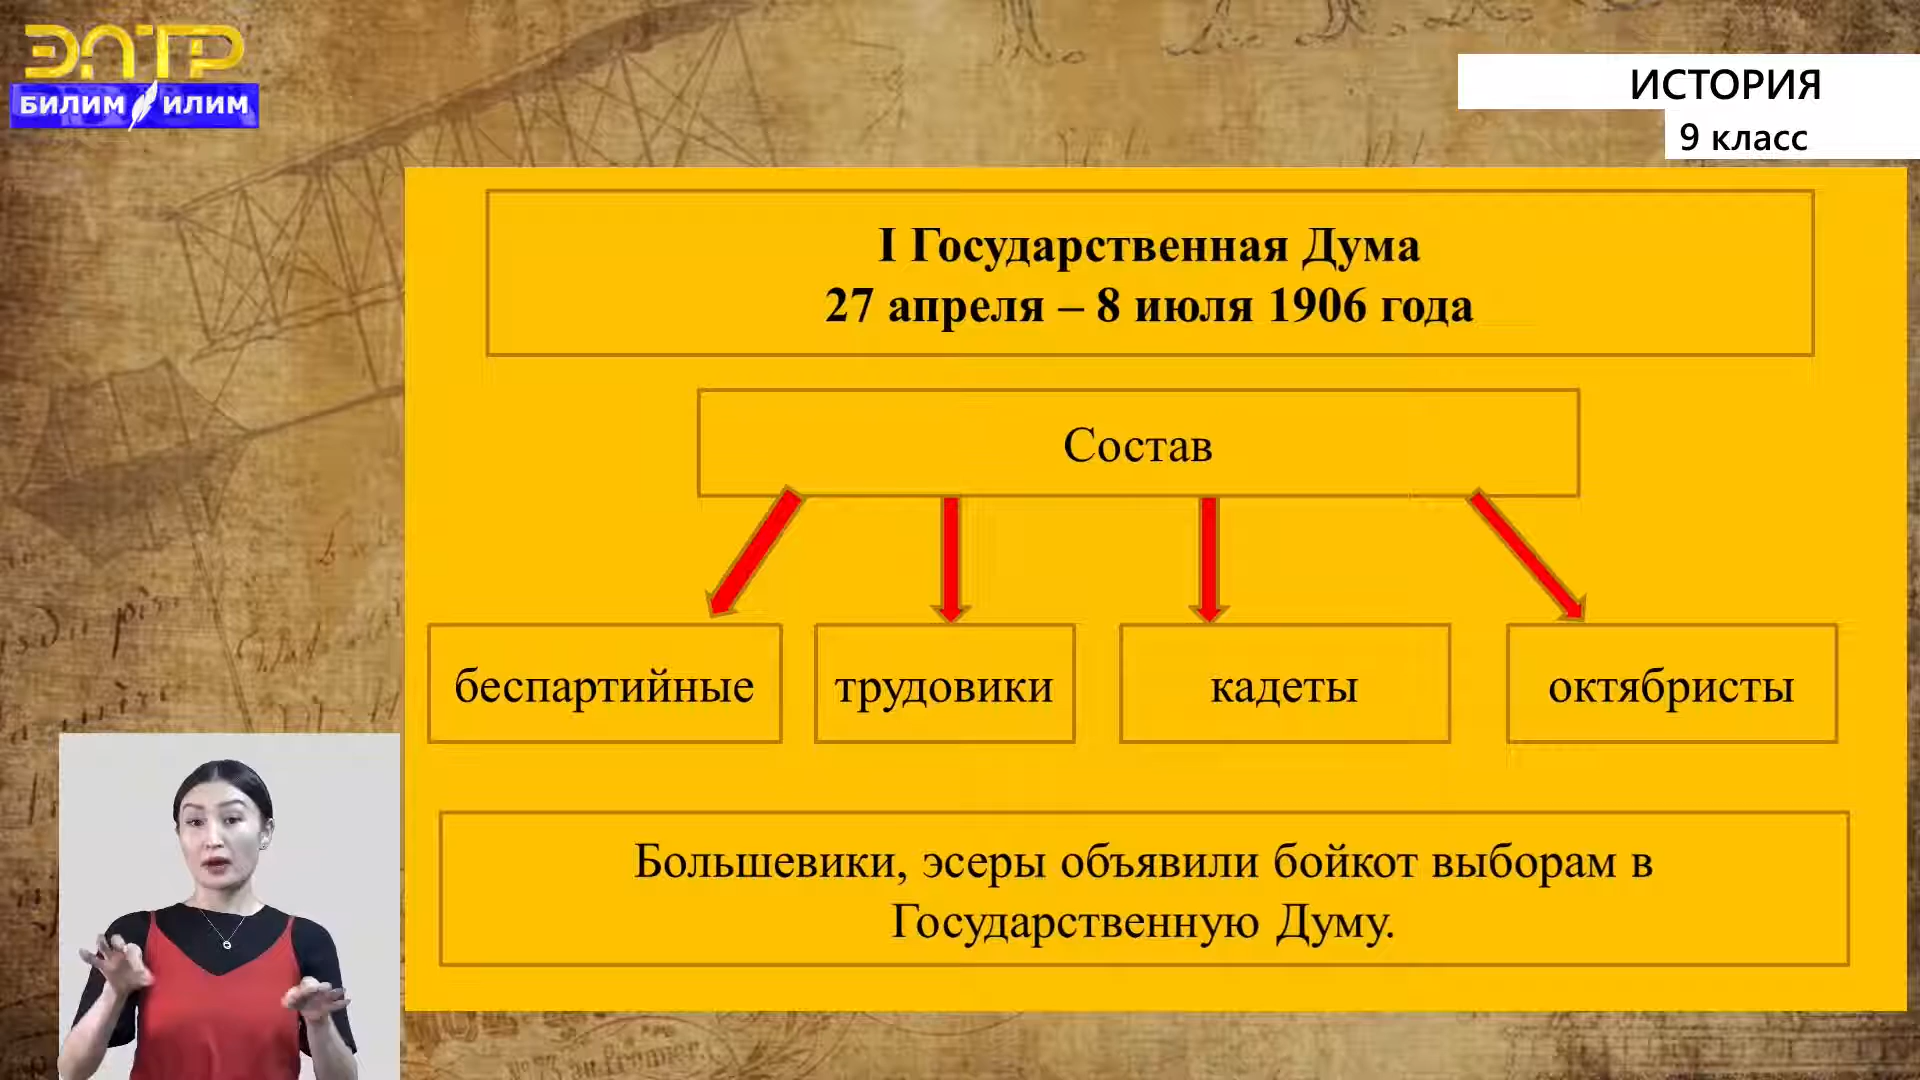 ЭЛТР
БИЛИМ ИЛИМ
ИСТОРИЯ
9 класс
I Государственная Дума
27 апреля – 8 июля 1906 года
Состав
беспартийные
трудовики
кадеты
октябристы
Большевики, эсеры объявили бойкот выборам в
Государственную Думу.